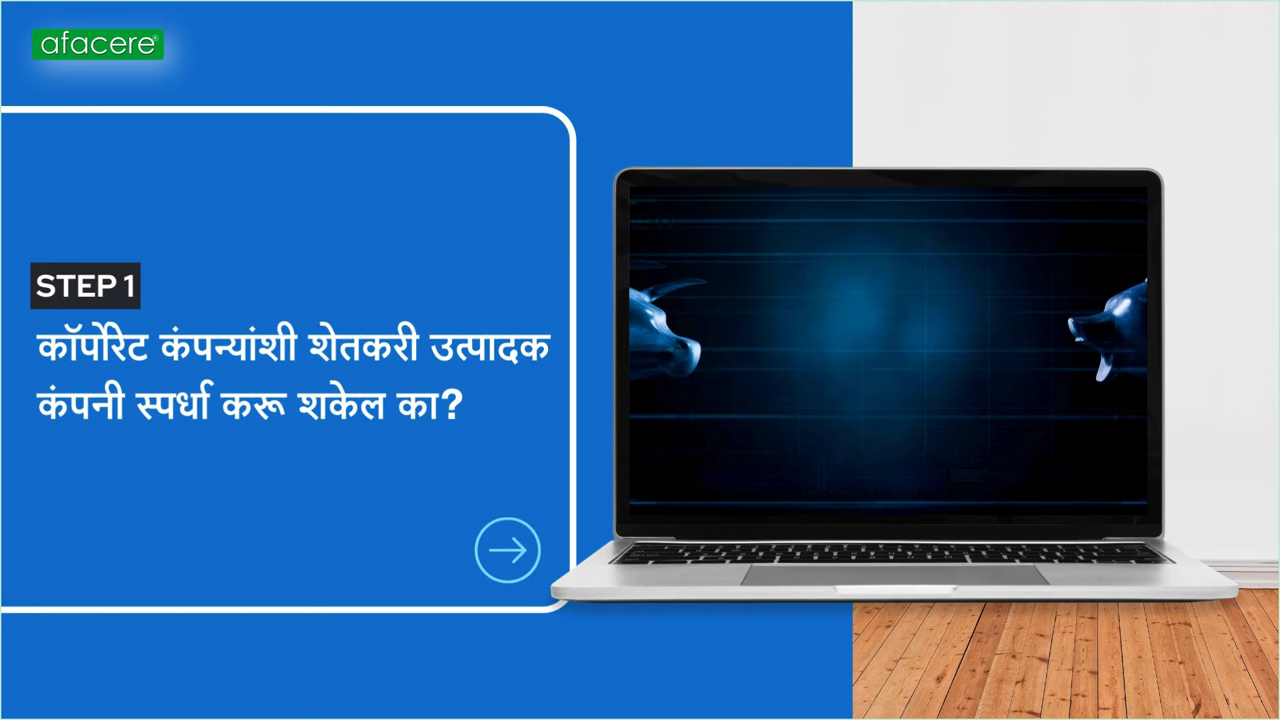 afacere®
STEP 1
कॉर्पोरेट कंपन्यांशी शेतकरी उत्पादक
कंपनी स्पर्धा करू शकेल का?